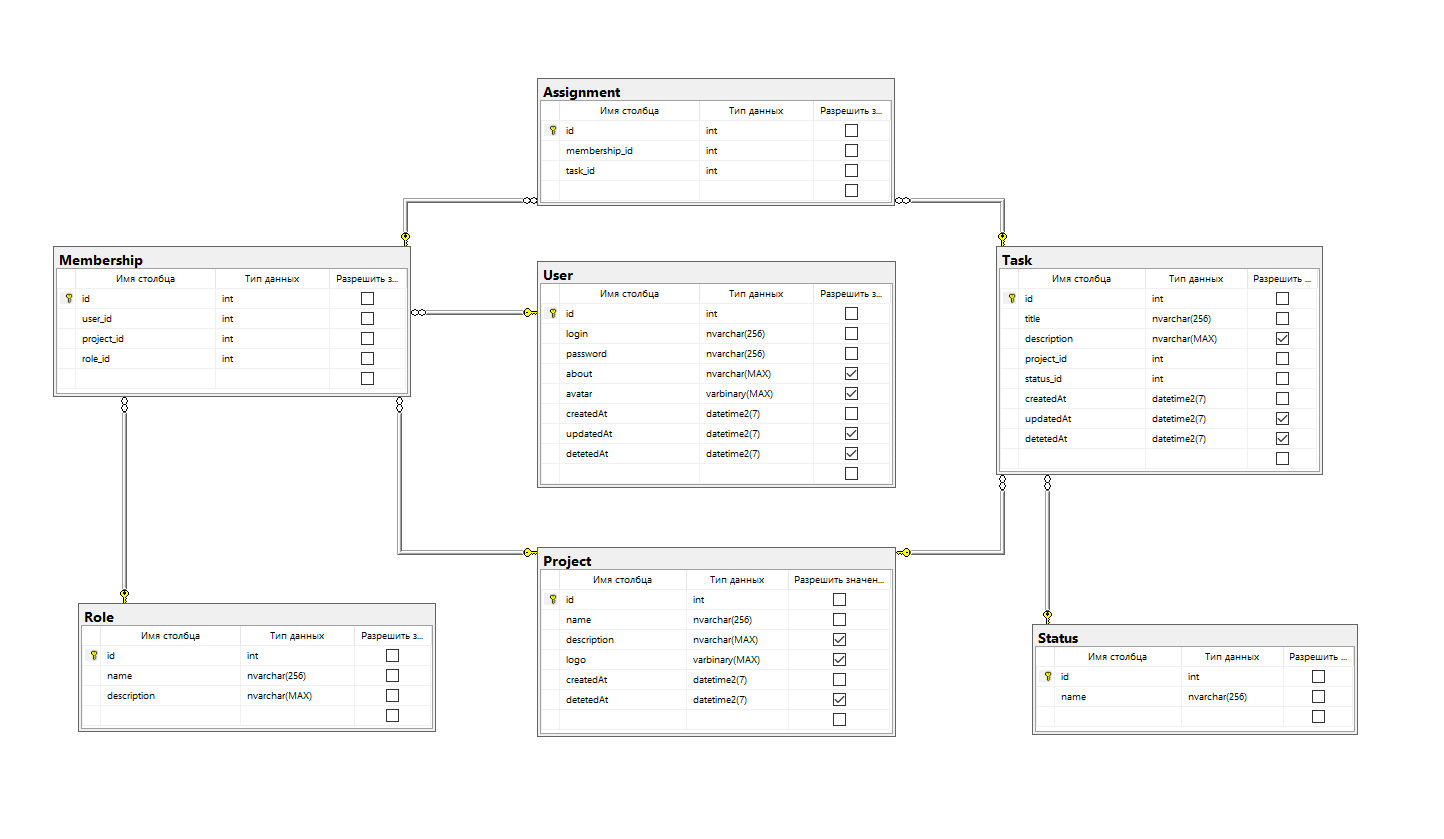 Assignment
Имя столбца Тип данных Разрешить з...
id int
membership_id int
task_id int
Membership
Имя столбца Тип данных Разрешить з...
id int
user_id int
project_id int
role_id int
User
Имя столбца Тип данных Разрешить з...
id int
login nvarchar(256)
password nvarchar(256)
about nvarchar(MAX)
avatar varbinary(MAX)
createdAt datetime2(7)
updatedAt datetime2(7)
detetedAt datetime2(7)
Task
Имя столбца Тип данных Разрешить ...
id int
title nvarchar(256)
description nvarchar(MAX)
project_id int
status_id int
createdAt datetime2(7)
updatedAt datetime2(7)
detetedAt datetime2(7)
Role
Имя столбца Тип данных Разрешить з...
id int
name nvarchar(256)
description nvarchar(MAX)
Project
Имя столбца Тип данных Разрешить значен...
id int
name nvarchar(256)
description nvarchar(MAX)
logo varbinary(MAX)
createdAt datetime2(7)
detetedAt datetime2(7)
Status
Имя столбца Тип данных Разрешить ...
id int
name nvarchar(256)